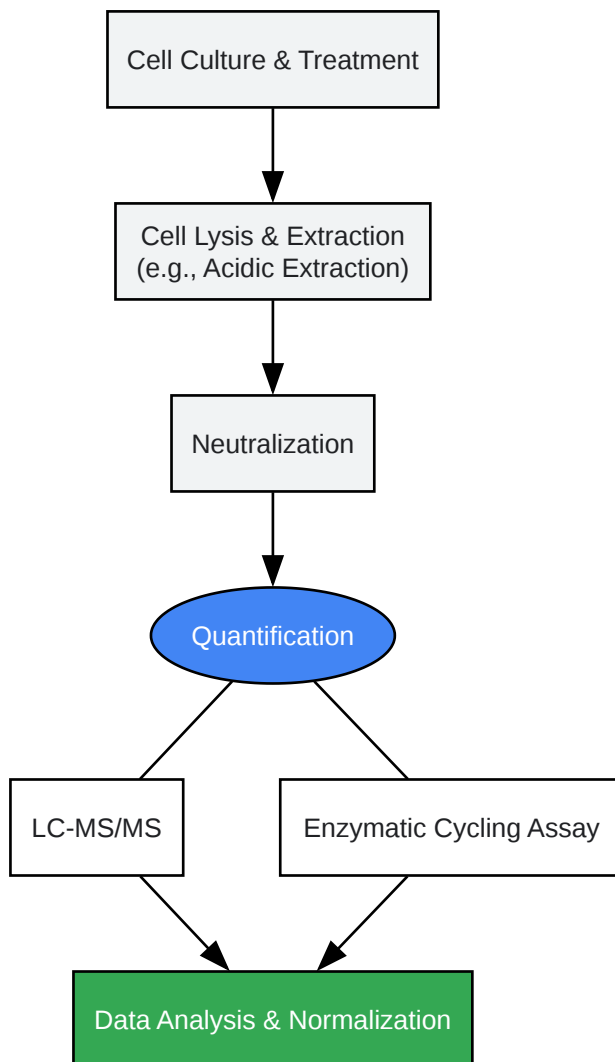 Cell Culture & Treatment
Cell Lysis & Extraction
(e.g., Acidic Extraction)
Neutralization
Quantification
LC-MS/MS
Enzymatic Cycling Assay
Data Analysis & Normalization